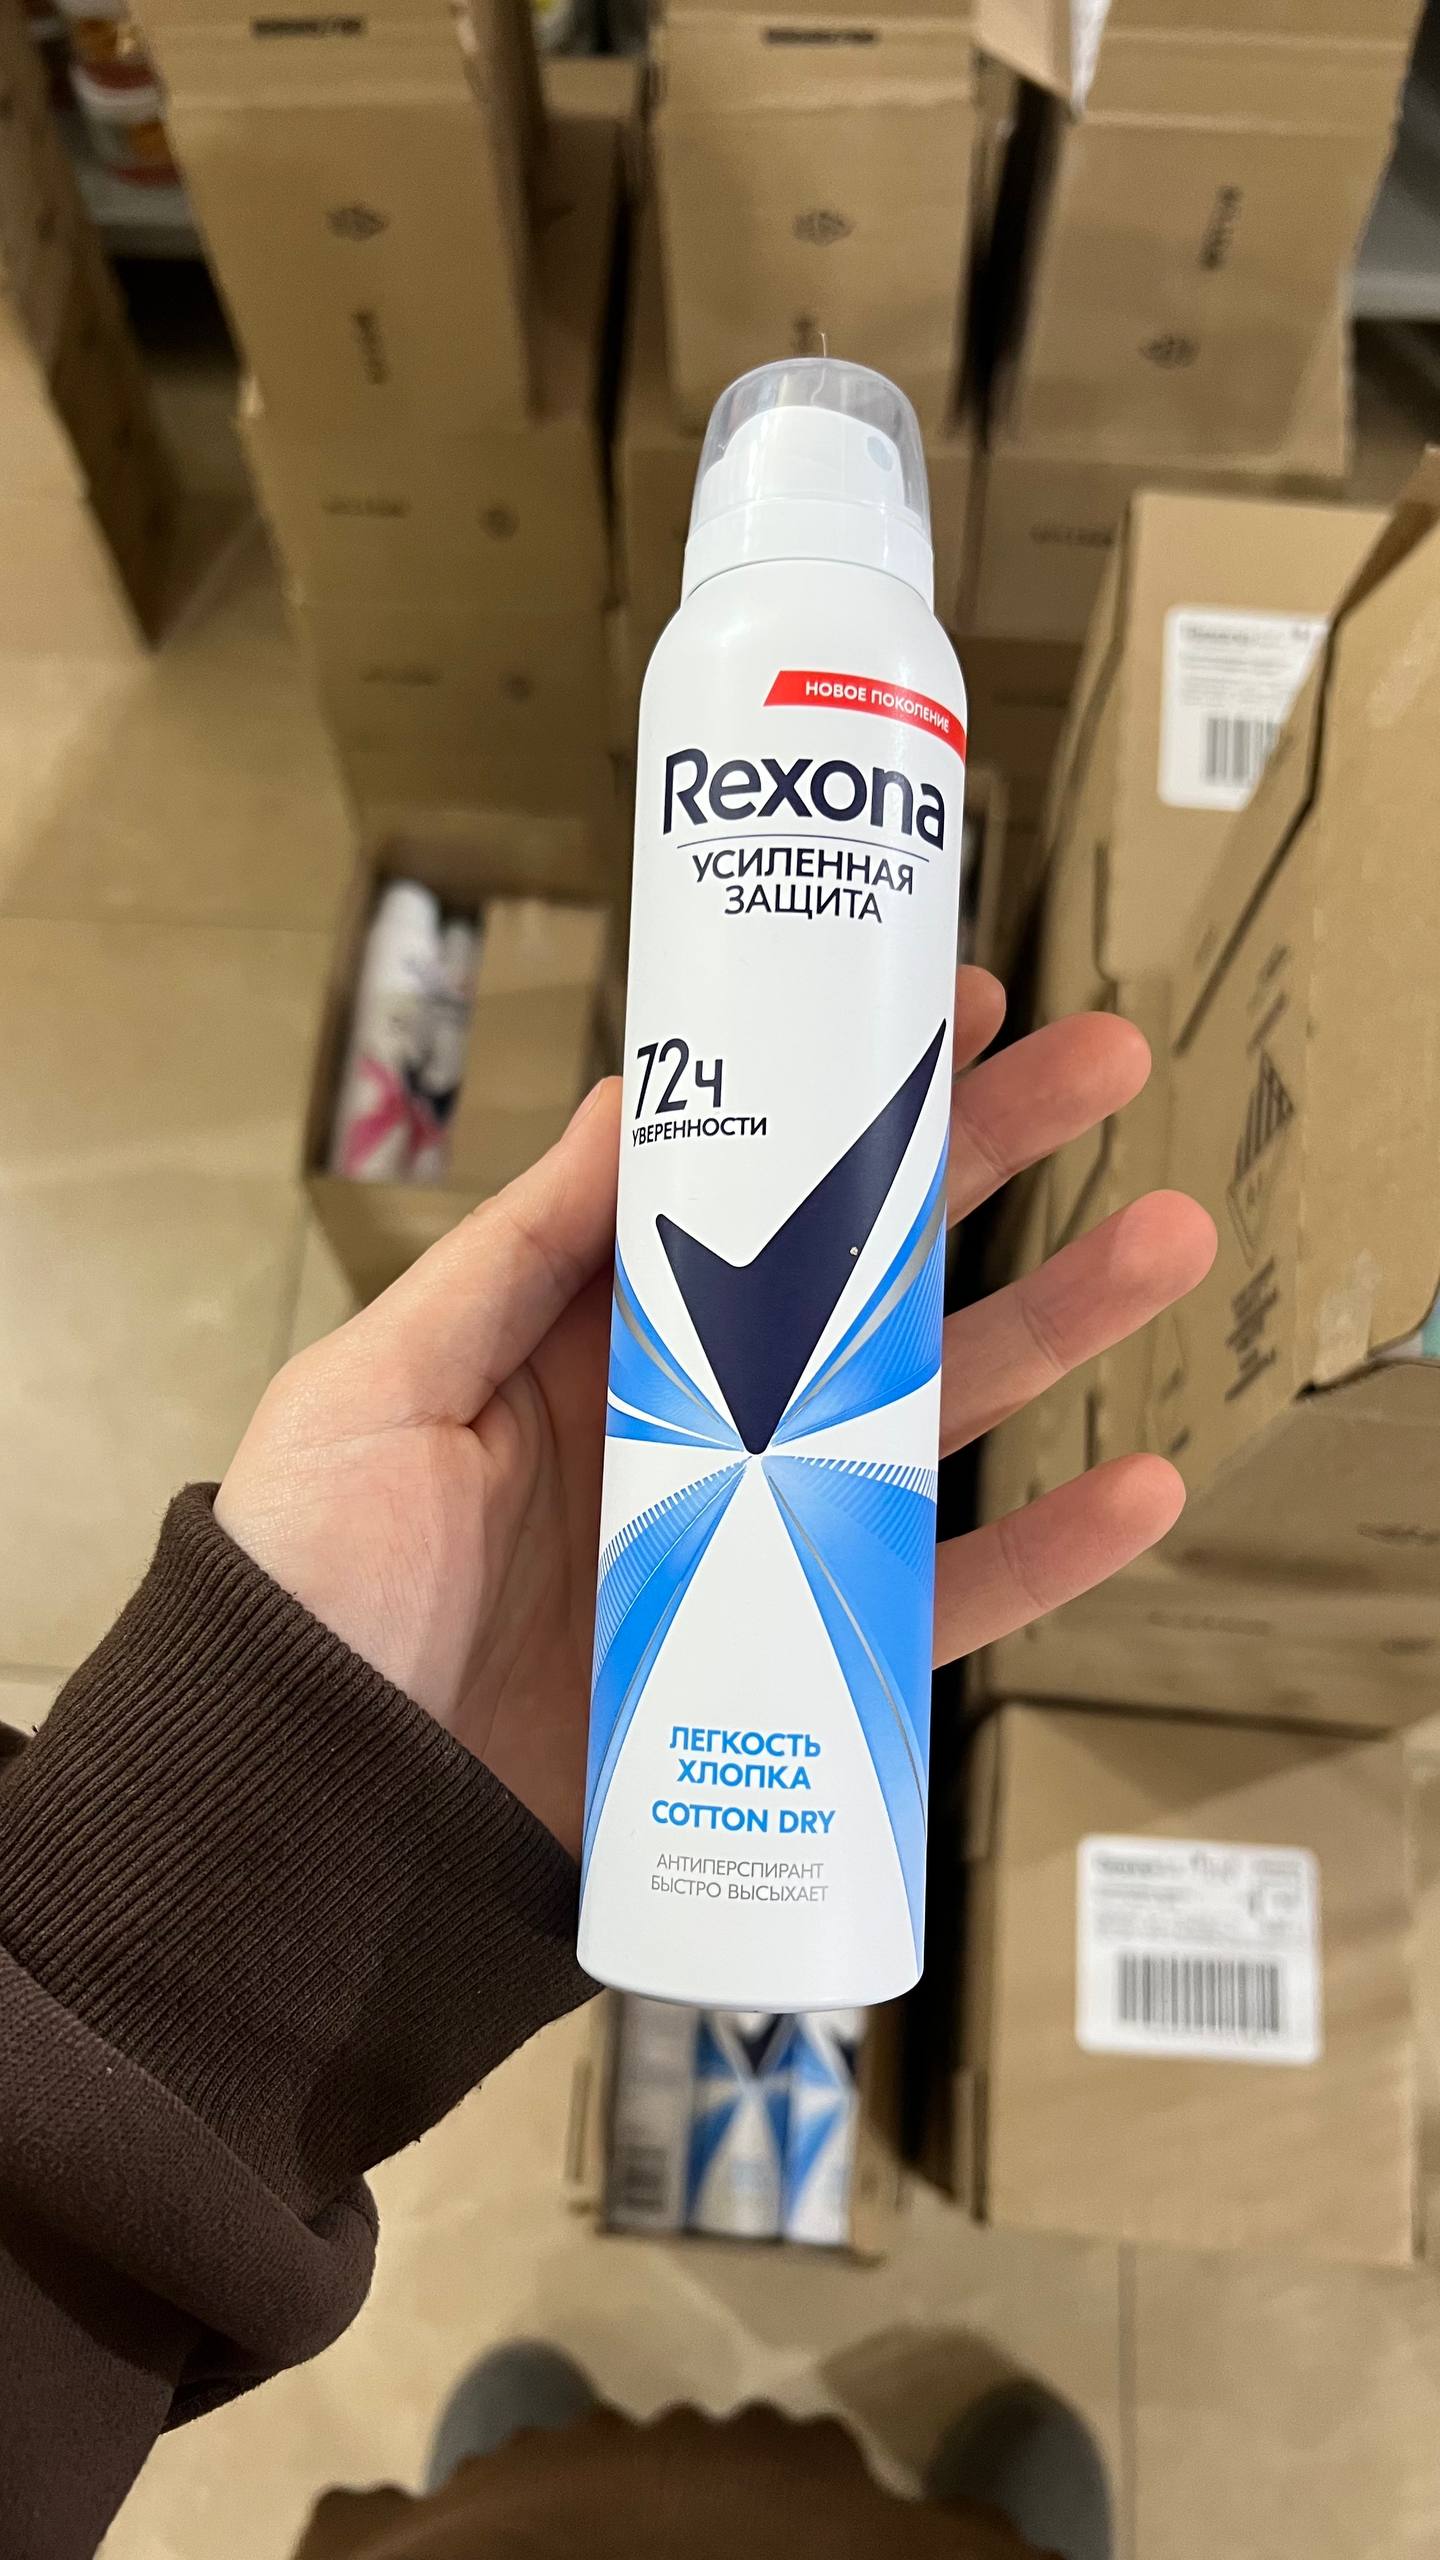 НОВОЕ ПОКОЛЕНИЕ
Rexona
УСИЛЕННАЯ
ЗАЩИТА
72ч
УВЕРЕННОСТИ
ЛЕГКОСТЬ
ХЛОПКА
COTTON DRY
АНТИПЕРСПИРАНТ
БЫСТРО ВЫСЫХАЕТ